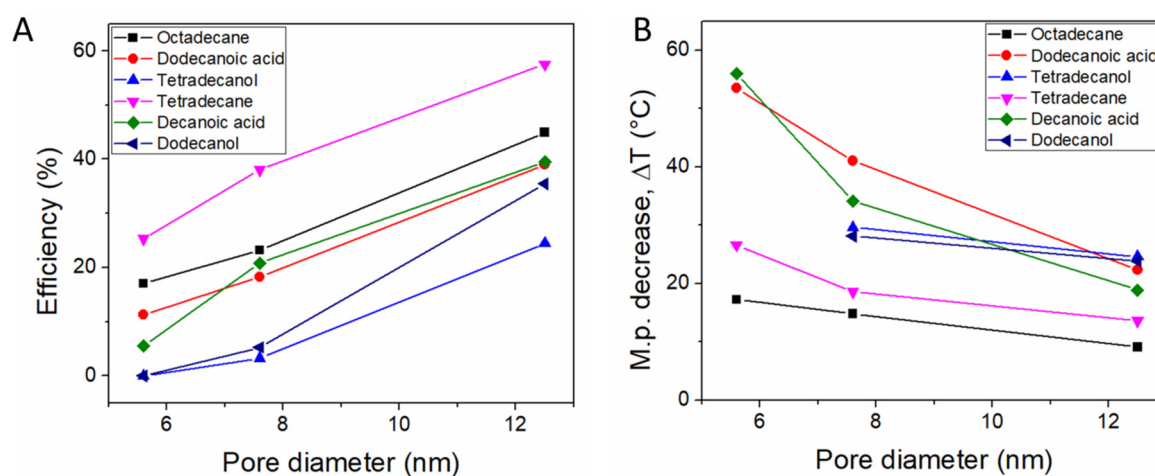 A
Octadecane
Dodecanoic acid
Tetradecanol
Tetradecane
Decanoic acid
Dodecanol
60
40
20
0
Efficiency (%)
6
8
10
12
Pore diameter (nm)
B
Octadecane
Dodecanoic acid
Tetradecanol
Tetradecane
Decanoic acid
Dodecanol
60
40
20
0
M.p. decrease, ΔT (°C)
6
8
10
12
Pore diameter (nm)